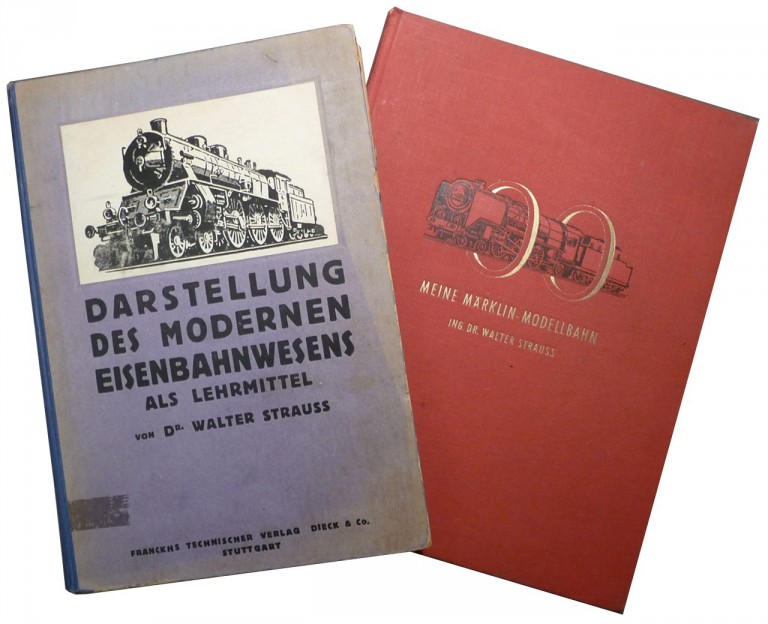 DARSTELLUNG
DES MODERNEN
EISENBAHNWESENS
ALS LEHRMITTEL
VON DR. WALTER STRAUSS
FRANCKHS TECHNISCHER VERLAG DIECK & Co.
STUTTGART
00
MEINE MÄRKLIN-MODELLBAHN
ING. DR. WALTER STRAUSS